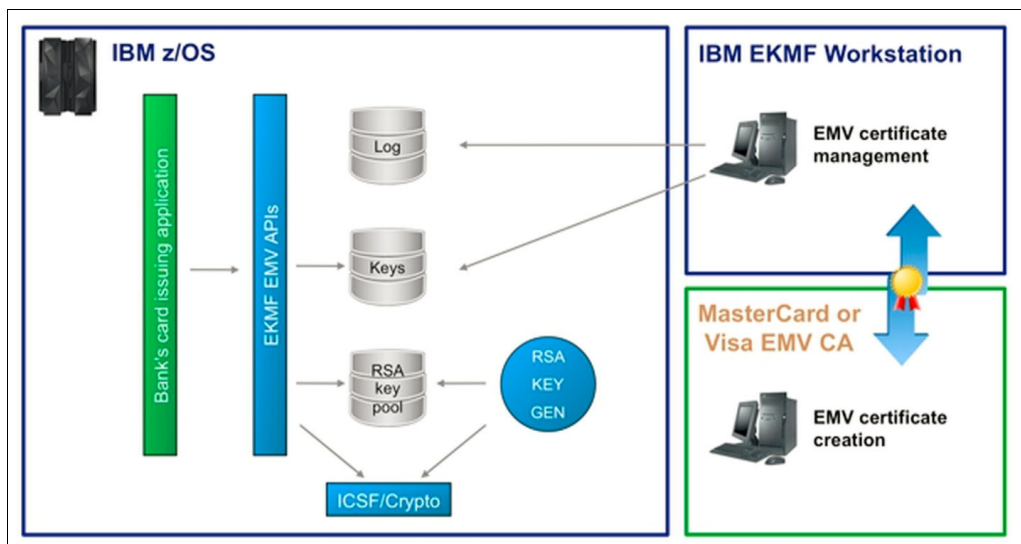 IBM z/OS
Bank's card issuing application
EKMF EMV APIs
Log
Keys
RSA
key
pool
RSA
KEY
GEN
ICSF/Crypto
IBM EKMF Workstation
EMV certificate
management
MasterCard or
Visa EMV CA
EMV certificate
creation